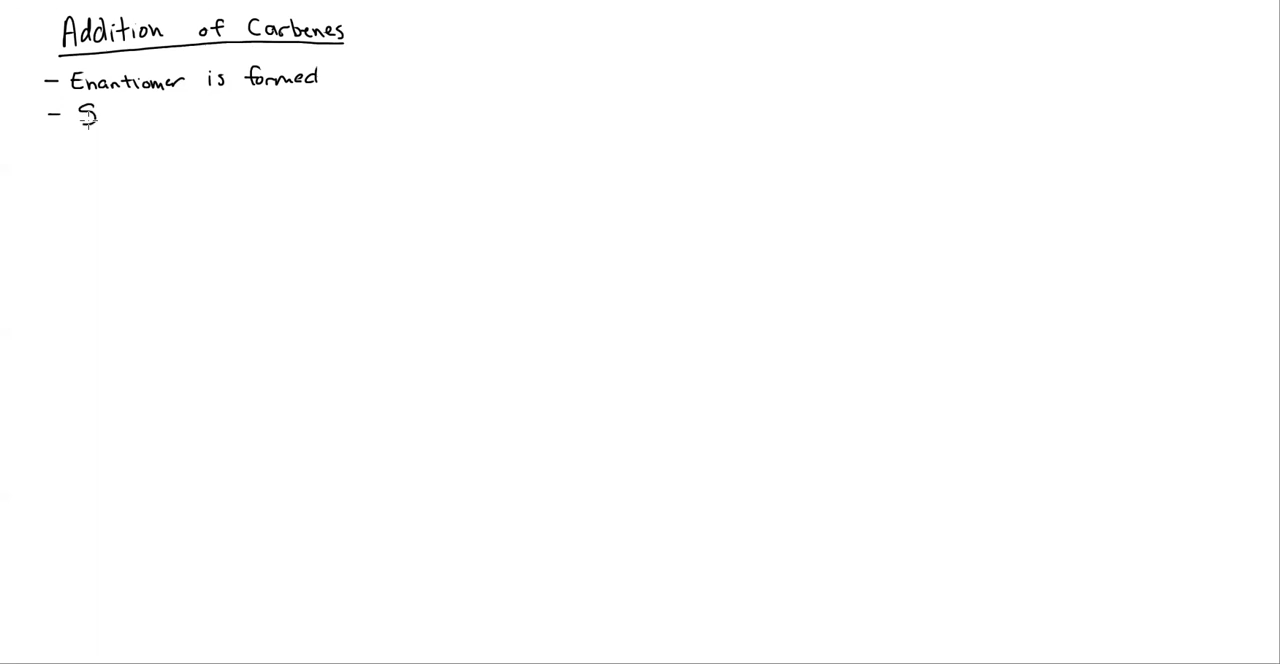 Addition of Carbenes
- Enantiomer is formed
- S